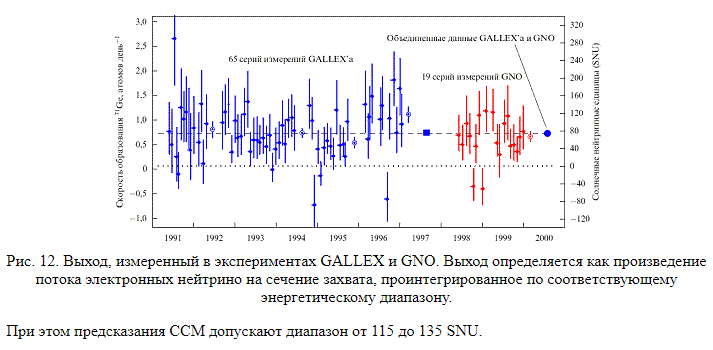 Объединенные данные GALLEX'а и GNO
65 серий измерений GALLEX'а
19 серий измерений GNO
Скорость образования ⁷¹Ge, атомов день⁻¹
3,0
2,5
2,0
1,5
1,0
0,5
0
−0,5
−1,0
320
280
240
200
160
120
80
40
0
−40
−80
−120
Солнечные нейтринные единицы (SNU)
1991 1992 1993 1994 1995 1996 1997 1998 1999 2000
Рис. 12. Выход, измеренный в экспериментах GALLEX и GNO. Выход определяется как произведение
потока электронных нейтрино на сечение захвата, проинтегрированное по соответствующему
энергетическому диапазону.
При этом предсказания ССМ допускают диапазон от 115 до 135 SNU.